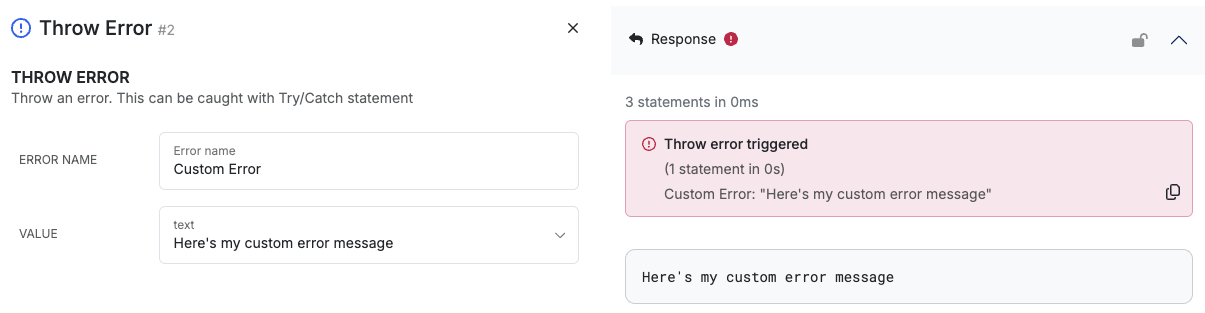 Throw Error #2
THROW ERROR
Throw an error. This can be caught with Try/Catch statement
ERROR NAME
Error name
Custom Error
VALUE
text
Here's my custom error message
Response
3 statements in 0ms
Throw error triggered
(1 statement in 0s)
Custom Error: "Here's my custom error message"
Here's my custom error message